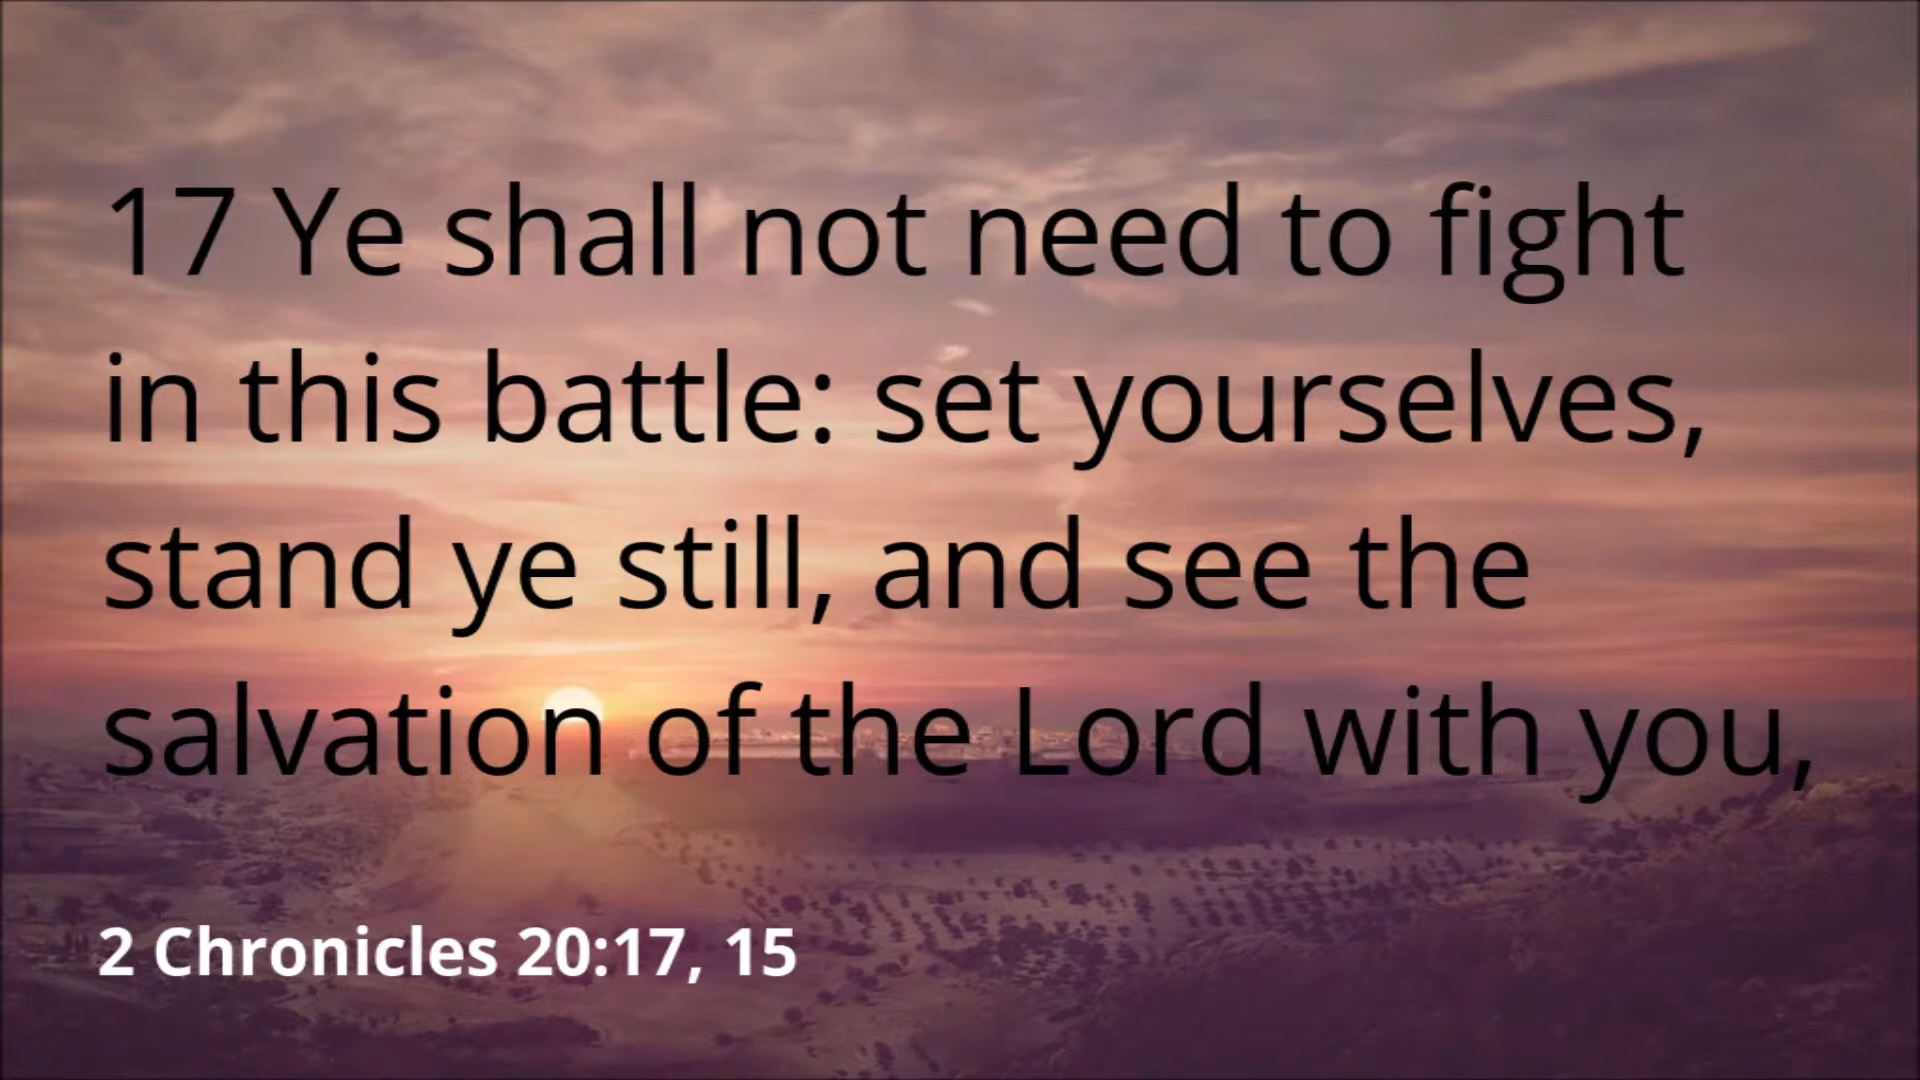 17 Ye shall not need to fight
in this battle: set yourselves,
stand ye still, and see the
salvation of the Lord with you,
2 Chronicles 20:17, 15